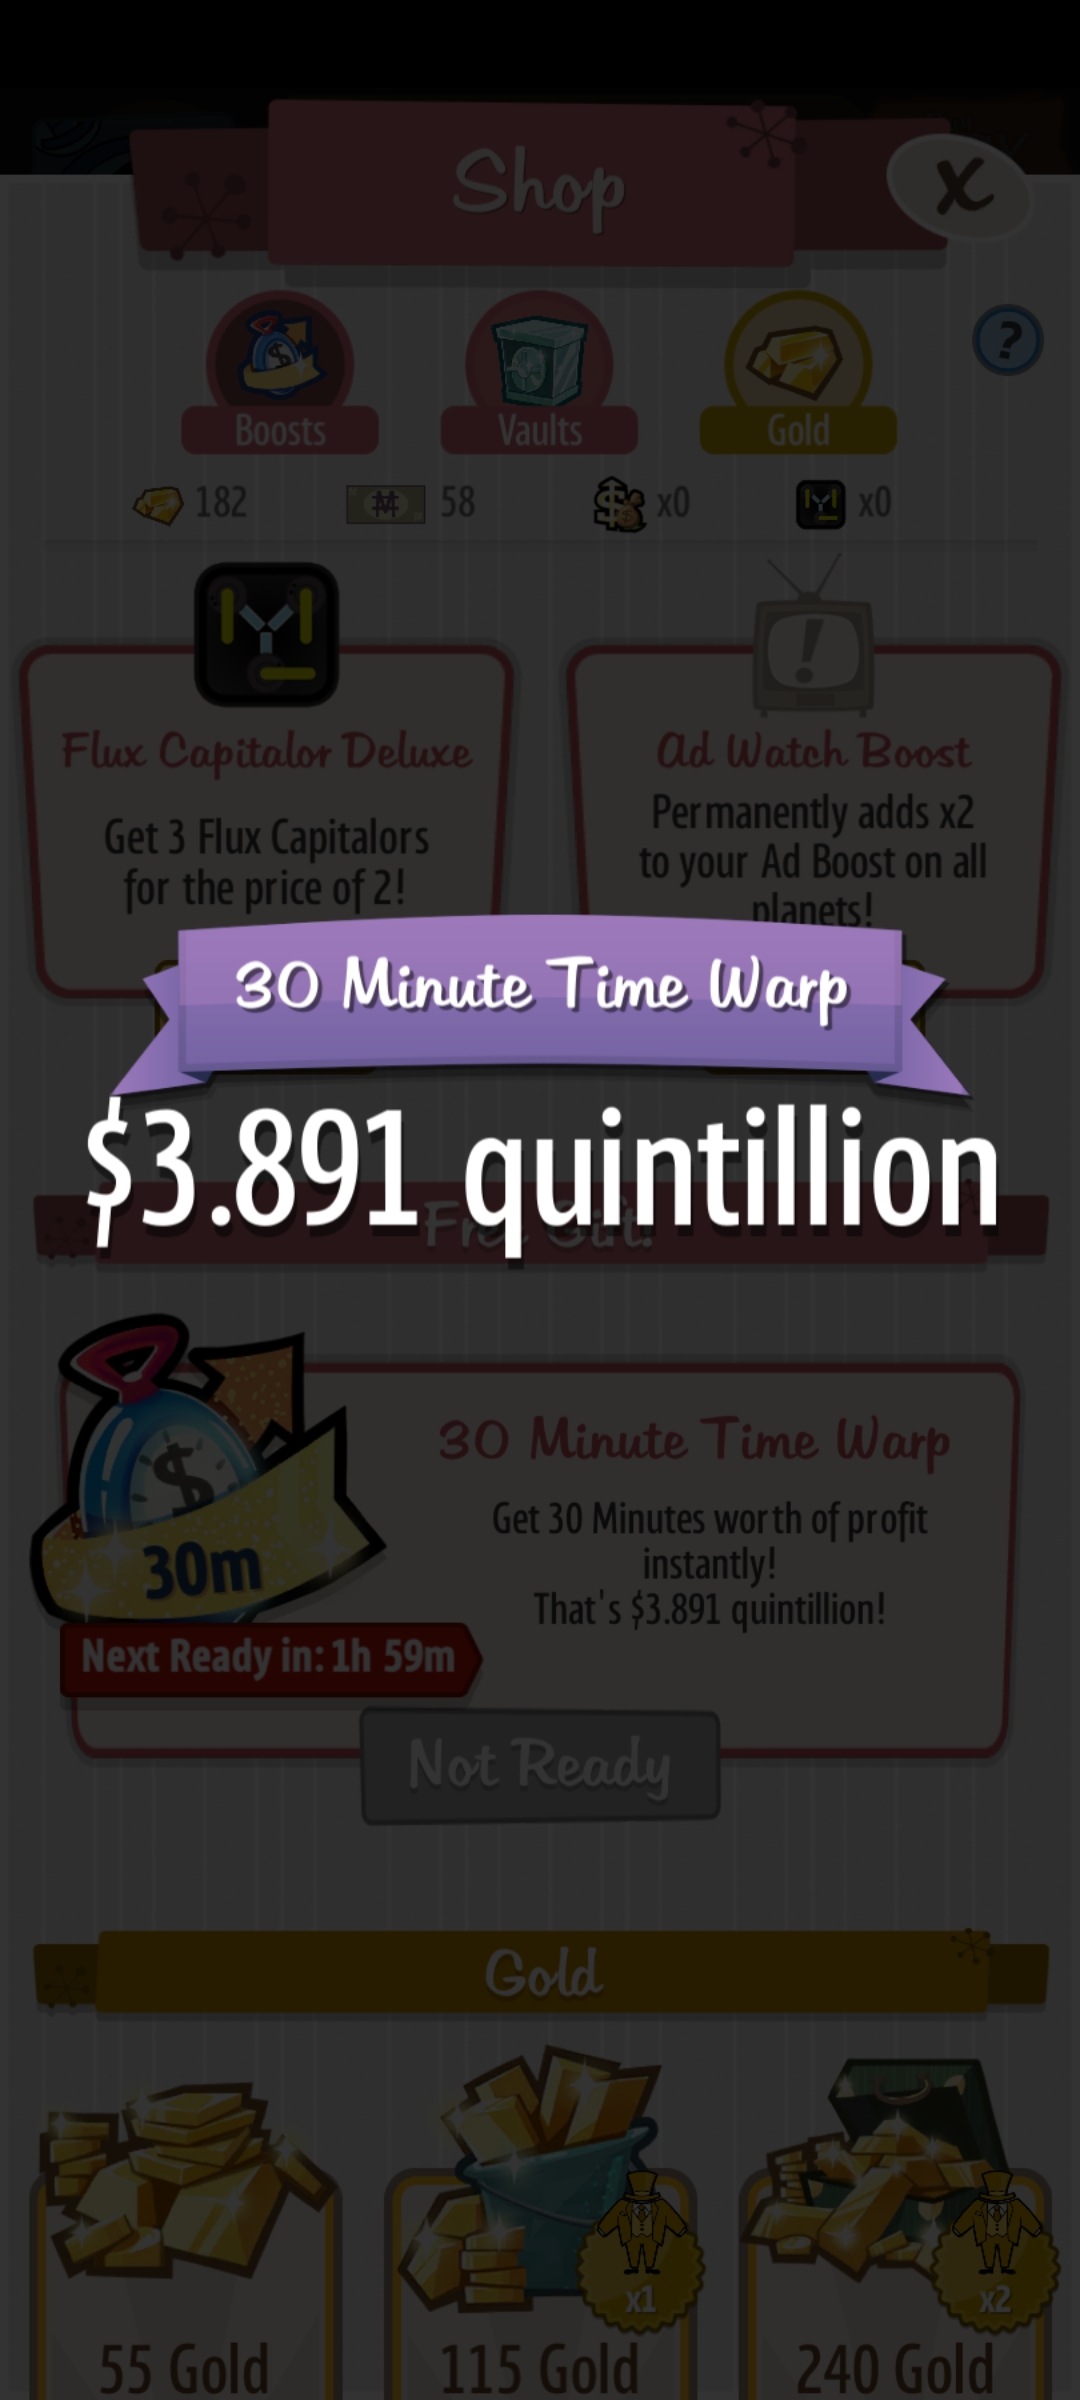 Shop
X
?
Boosts
Vaults
Gold
182
58
x0
x0
Flux Capitalor Deluxe
Get 3 Flux Capitalors
for the price of 2!
!
Ad Watch Boost
Permanently adds x2
to your Ad Boost on all
planets!
30 Minute Time Warp
$3.891 quintillion
Free Gift!
$
30m
30 Minute Time Warp
Get 30 Minutes worth of profit
instantly!
That's $3.891 quintillion!
Next Ready in: 1h 59m
Not Ready
Gold
x1
x2
55 Gold
115 Gold
240 Gold